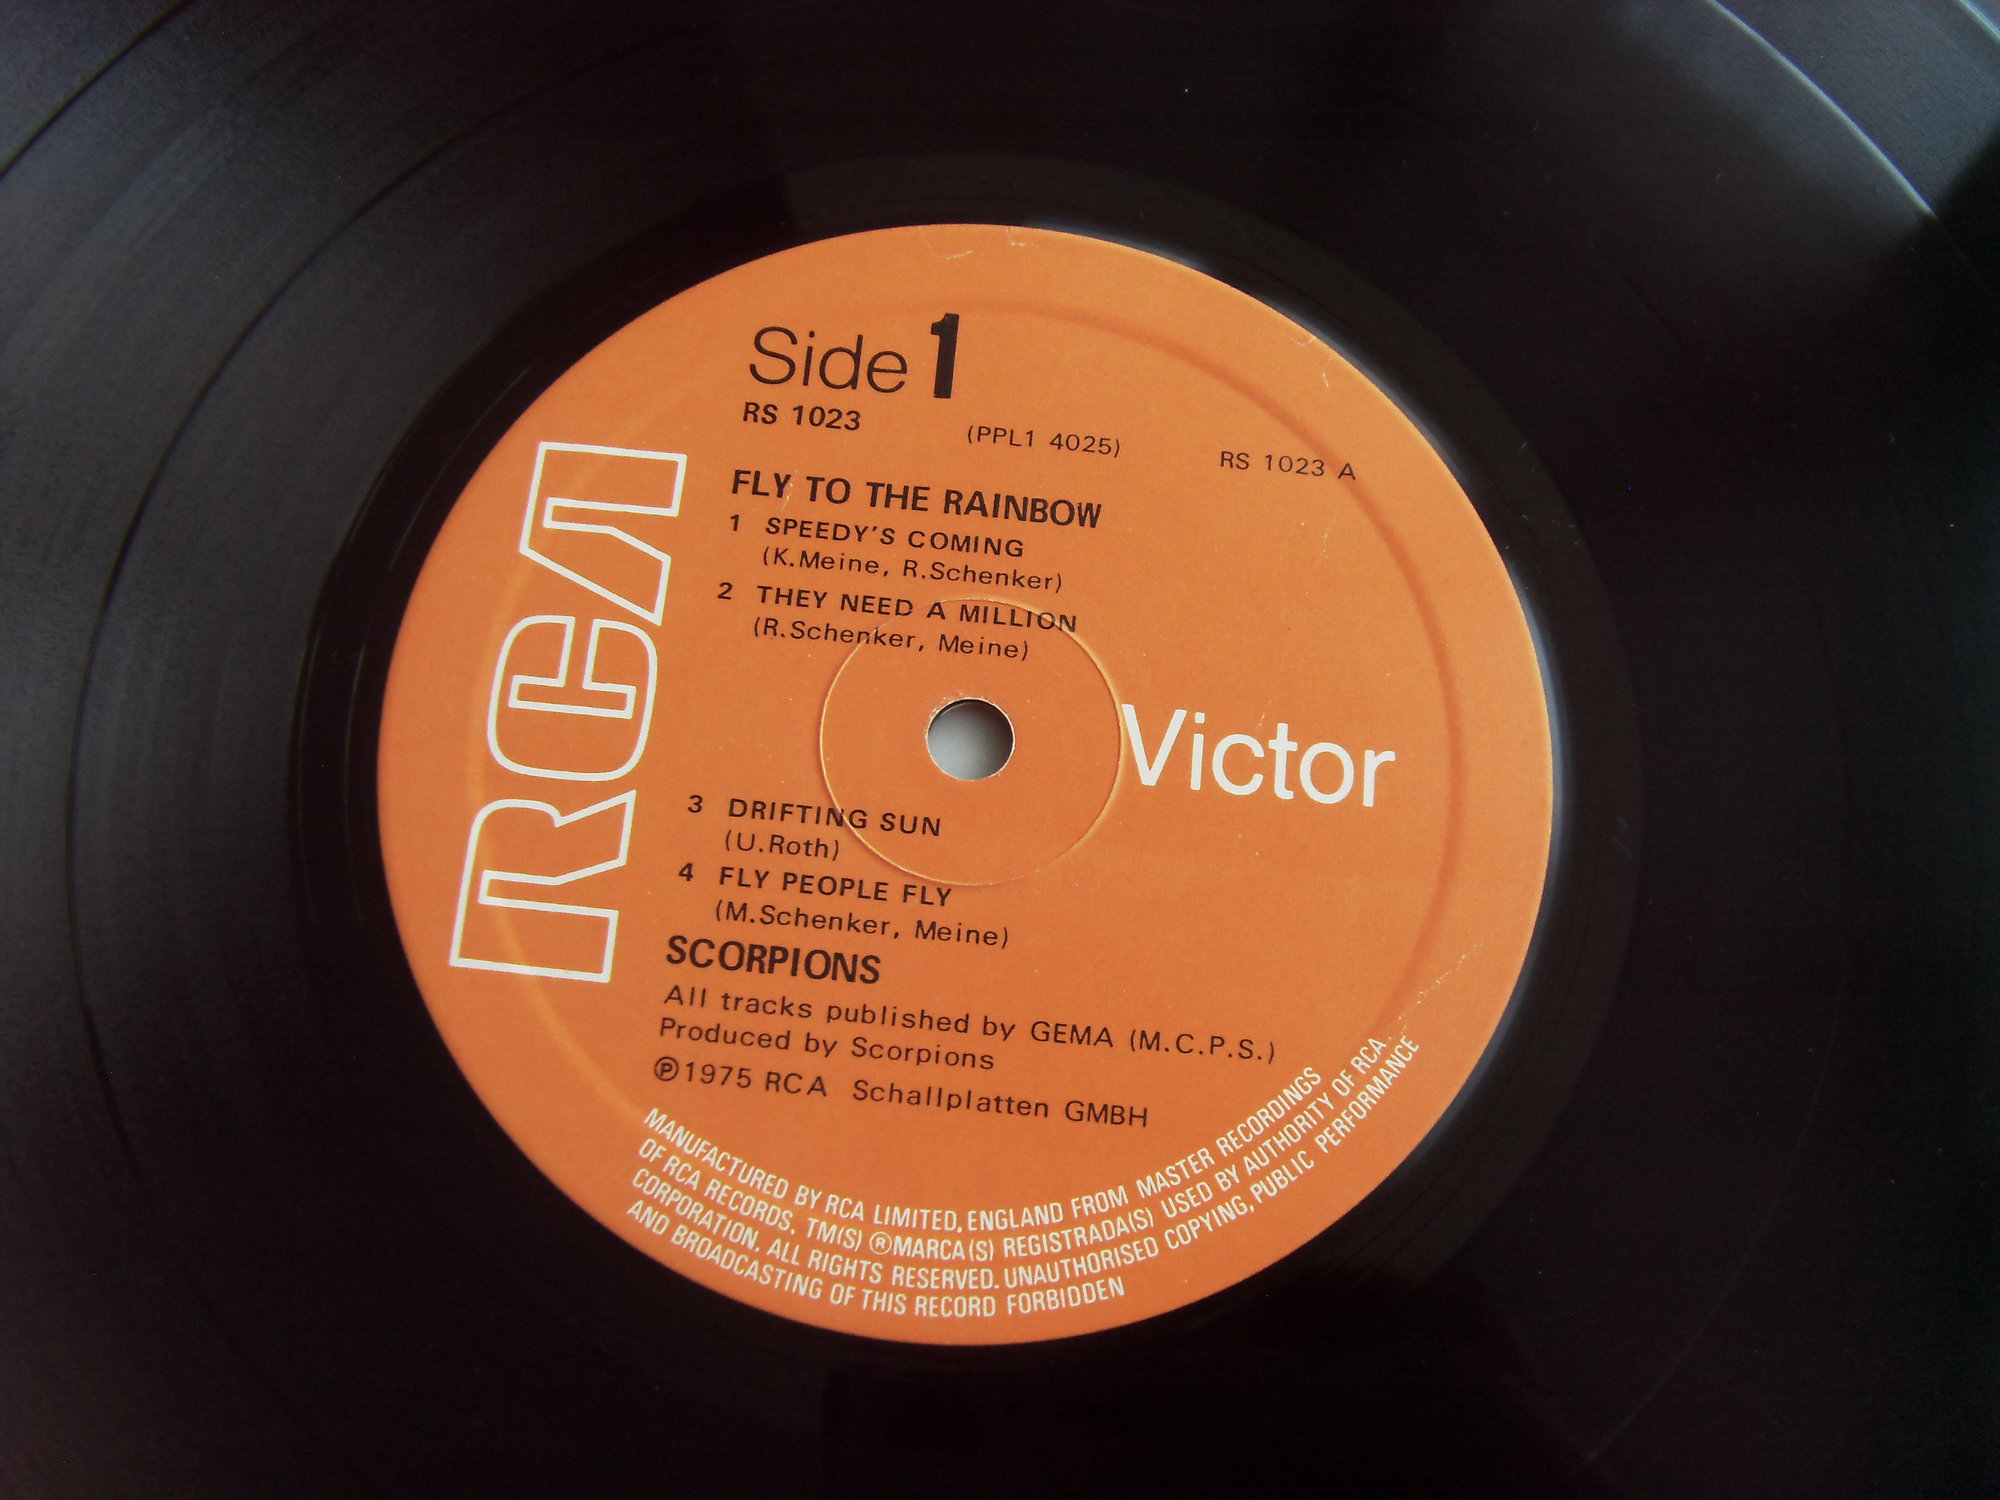 Side 1
RS 1023 (PPL1 4025) RS 1023 A
FLY TO THE RAINBOW
1 SPEEDY'S COMING
(K.Meine, R.Schenker)
2 THEY NEED A MILLION
(R.Schenker, Meine)
RCA Victor
3 DRIFTING SUN
(U.Roth)
4 FLY PEOPLE FLY
(M.Schenker, Meine)
SCORPIONS
All tracks published by GEMA (M.C.P.S.)
Produced by Scorpions
℗1975 RCA Schallplatten GMBH
MANUFACTURED BY RCA LIMITED, ENGLAND FROM MASTER RECORDINGS
OF RCA RECORDS. TM(S) ®MARCA(S) REGISTRADA(S) USED BY AUTHORITY OF RCA
CORPORATION. ALL RIGHTS RESERVED. UNAUTHORISED COPYING, PUBLIC PERFORMANCE
AND BROADCASTING OF THIS RECORD FORBIDDEN